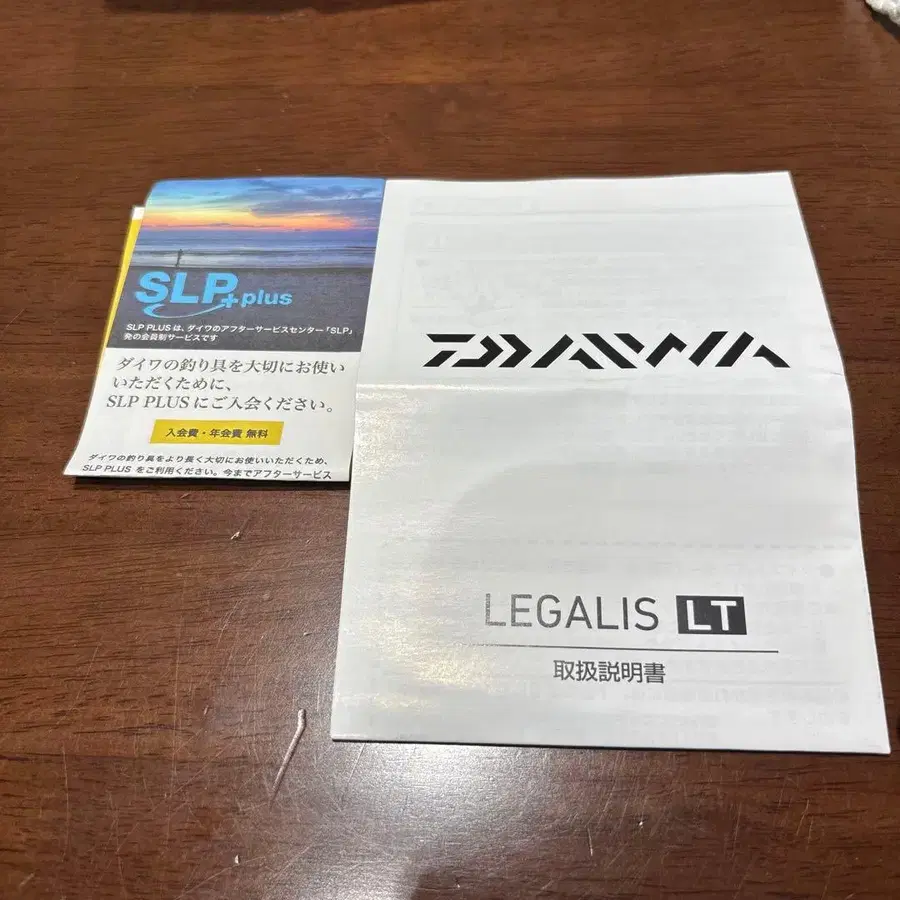 SLP+plus
SLP PLUS は、ダイワのアフターサービスセンター「SLP」
発の会員制サービスです
ダイワの釣り具を大切にお使い
いただくために、
SLP PLUS にご入会ください。
入会費・年会費 無料
ダイワの釣り具をより長く大切にお使いいただくため、
SLP PLUS をご利用ください。今までアフターサービス
DAIWA
LEGALIS LT
取扱説明書